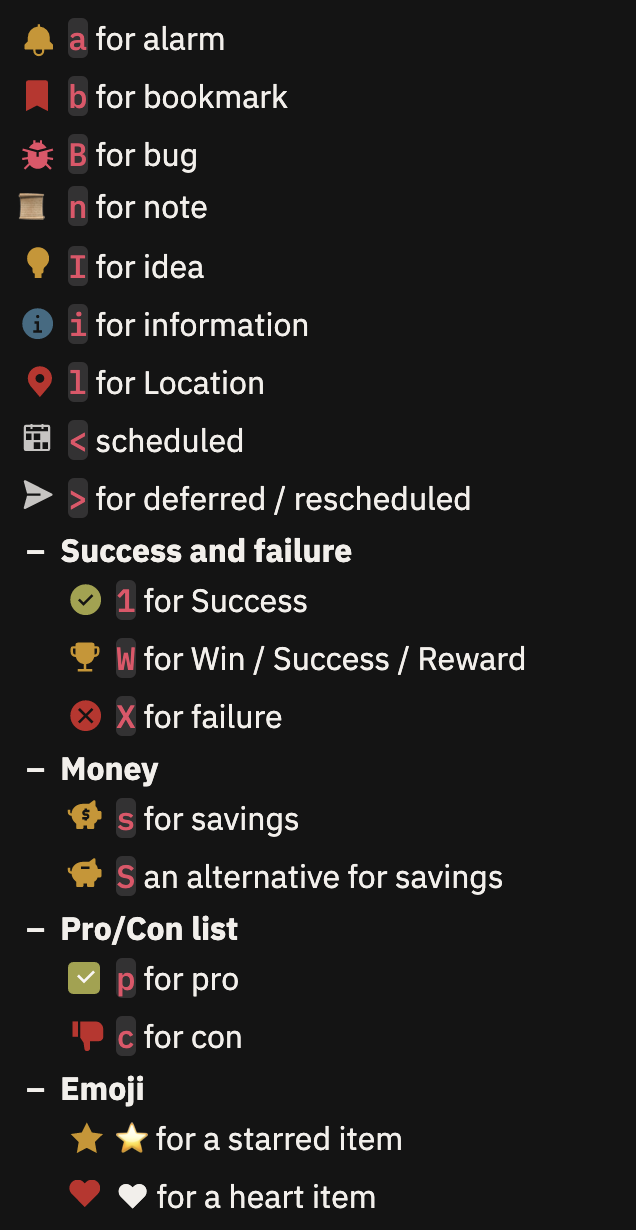 a for alarm
b for bookmark
B for bug
n for note
I for idea
i for information
l for Location
< scheduled
> for deferred / rescheduled
– Success and failure
1 for Success
W for Win / Success / Reward
X for failure
– Money
s for savings
S an alternative for savings
– Pro/Con list
p for pro
c for con
– Emoji
⭐ for a starred item
🤍 for a heart item